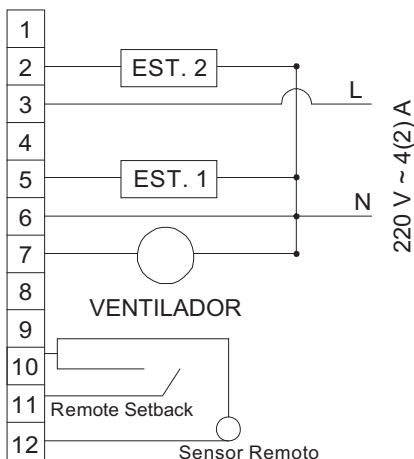 1
2
EST. 2
3
L
4
5
EST. 1
6
N
7
220 V ~ 4(2) A
8
VENTILADOR
9
10
11
Remote Setback
12
Sensor Remoto